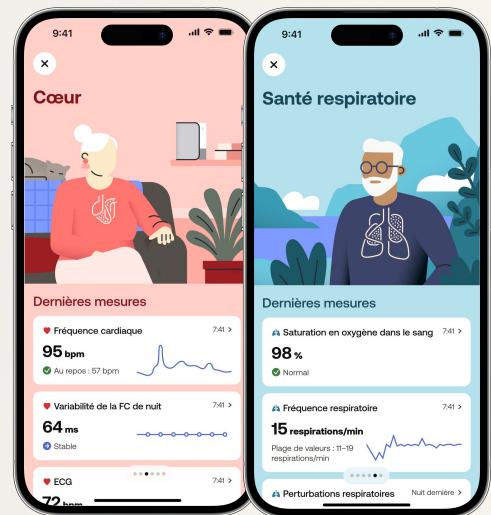 9:41
Cœur
Dernières mesures
Fréquence cardiaque 7:41 >
95 bpm
Au repos : 57 bpm
Variabilité de la FC de nuit 7:41 >
64 ms
Stable
ECG 7:41 >
72 bpm
9:41
Santé respiratoire
Dernières mesures
Saturation en oxygène dans le sang 7:41 >
98 %
Normal
Fréquence respiratoire 7:41 >
15 respirations/min
Plage de valeurs : 11–19
respirations/min
Perturbations respiratoires Nuit dernière >